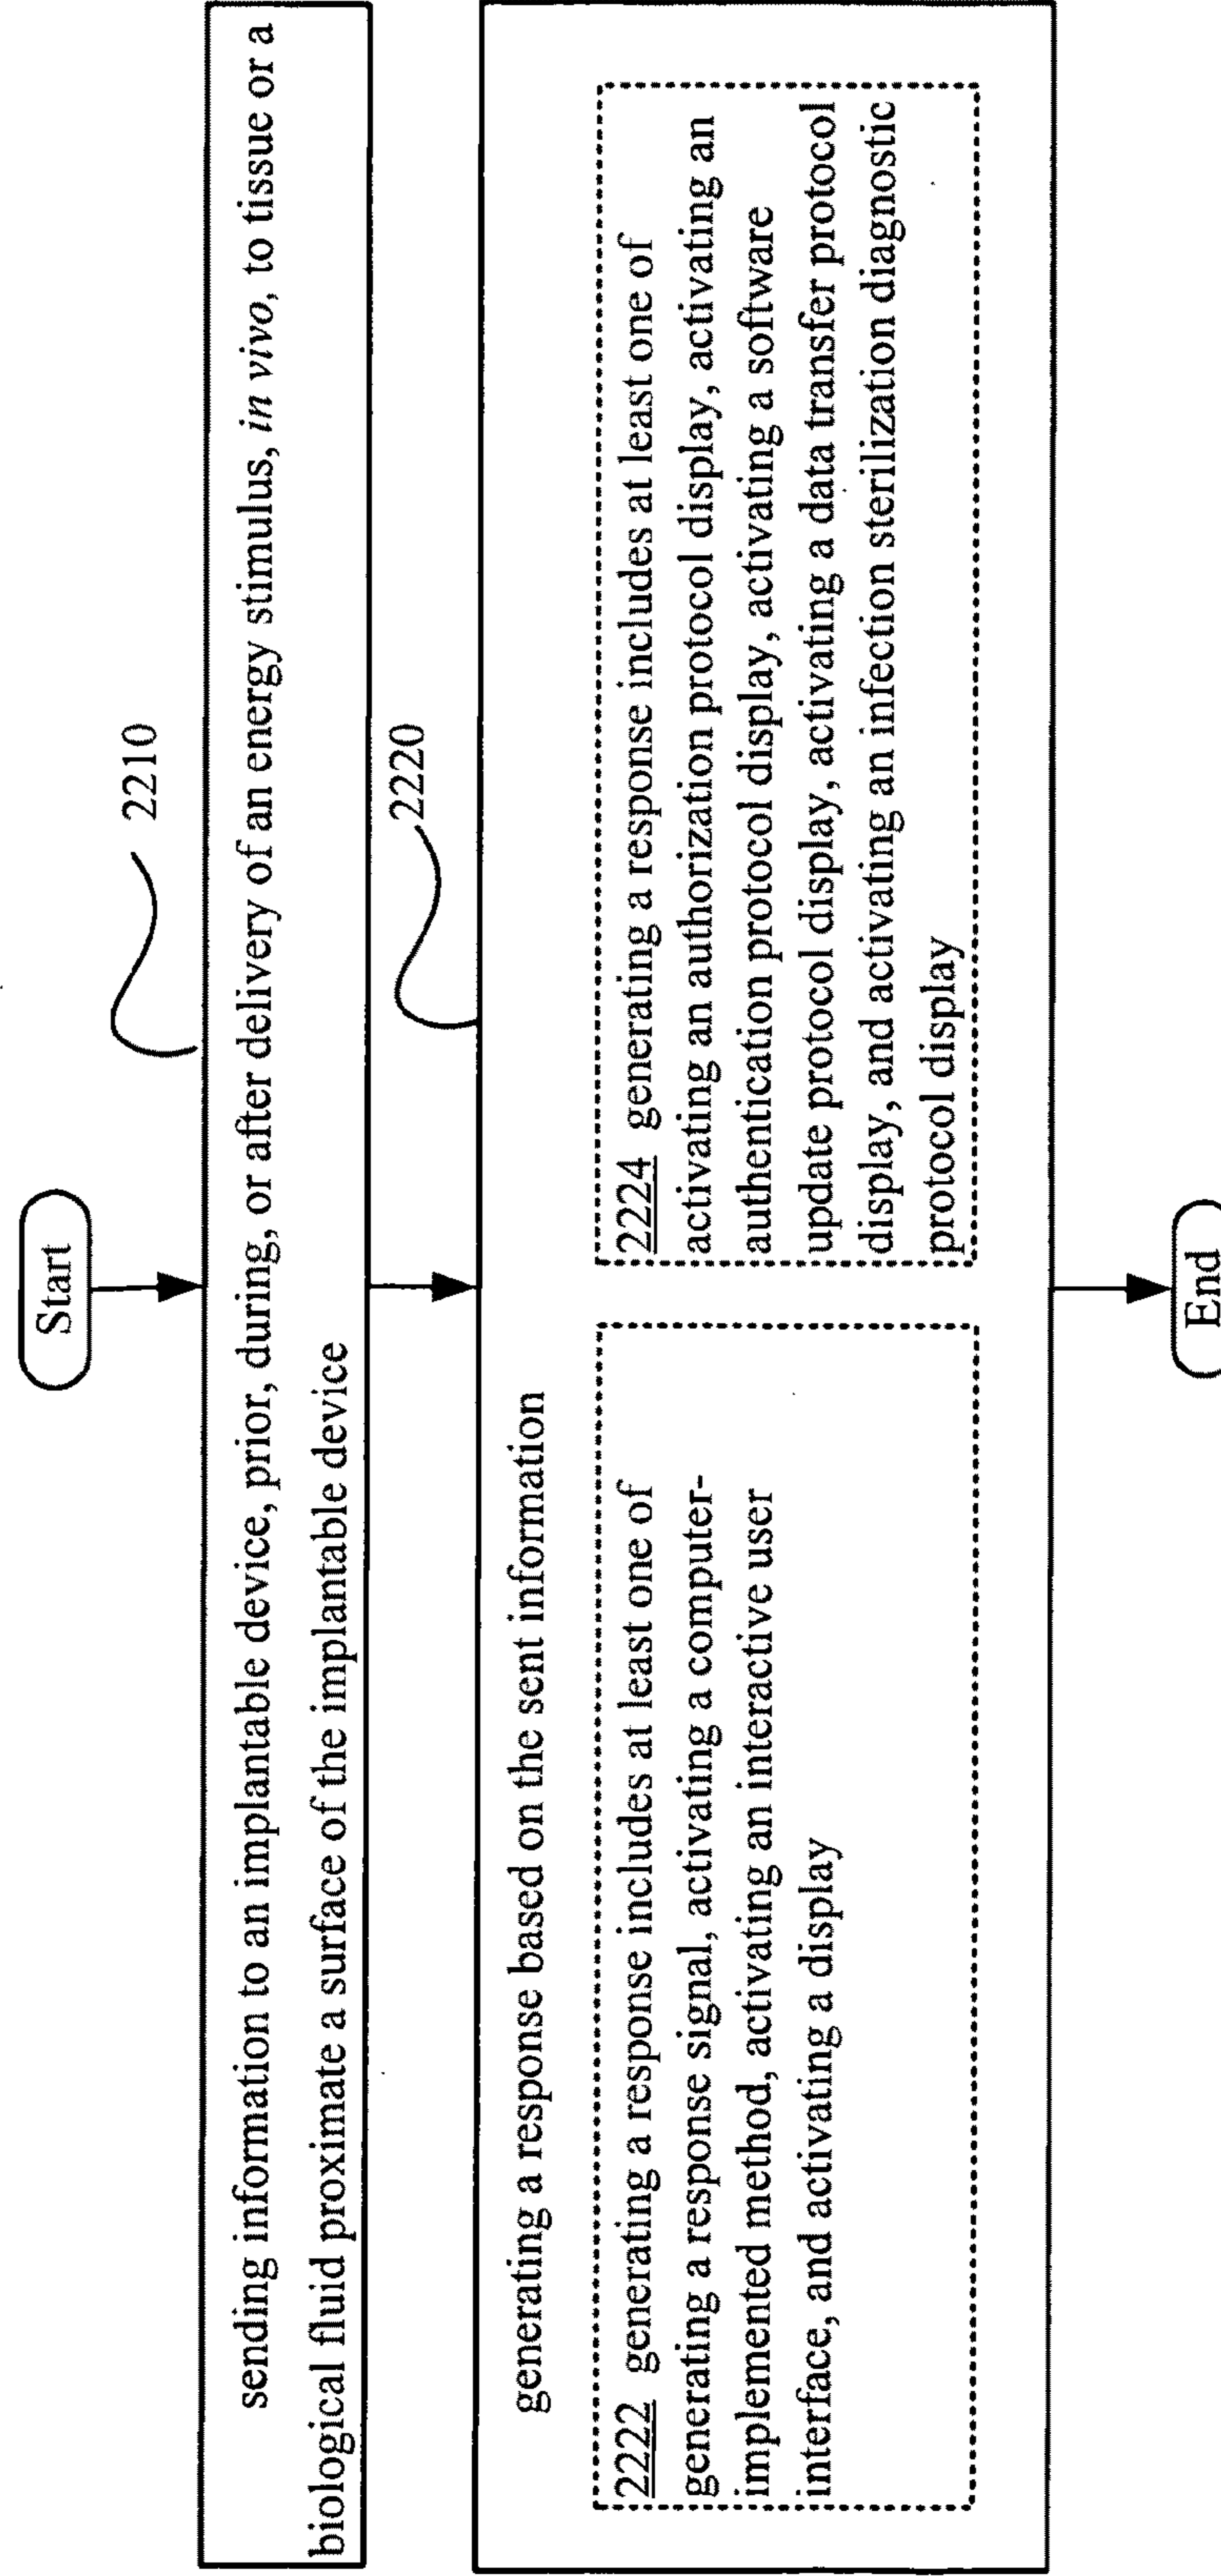 Start
2210
sending information to an implantable device, prior, during, or after delivery of an energy stimulus, in vivo, to tissue or a
biological fluid proximate a surface of the implantable device
2220
generating a response based on the sent information
2222 generating a response includes at least one of
generating a response signal, activating a computer-
implemented method, activating an interactive user
interface, and activating a display
2224 generating a response includes at least one of
activating an authorization protocol display, activating an
authentication protocol display, activating a software
update protocol display, activating a data transfer protocol
display, and activating an infection sterilization diagnostic
protocol display
End